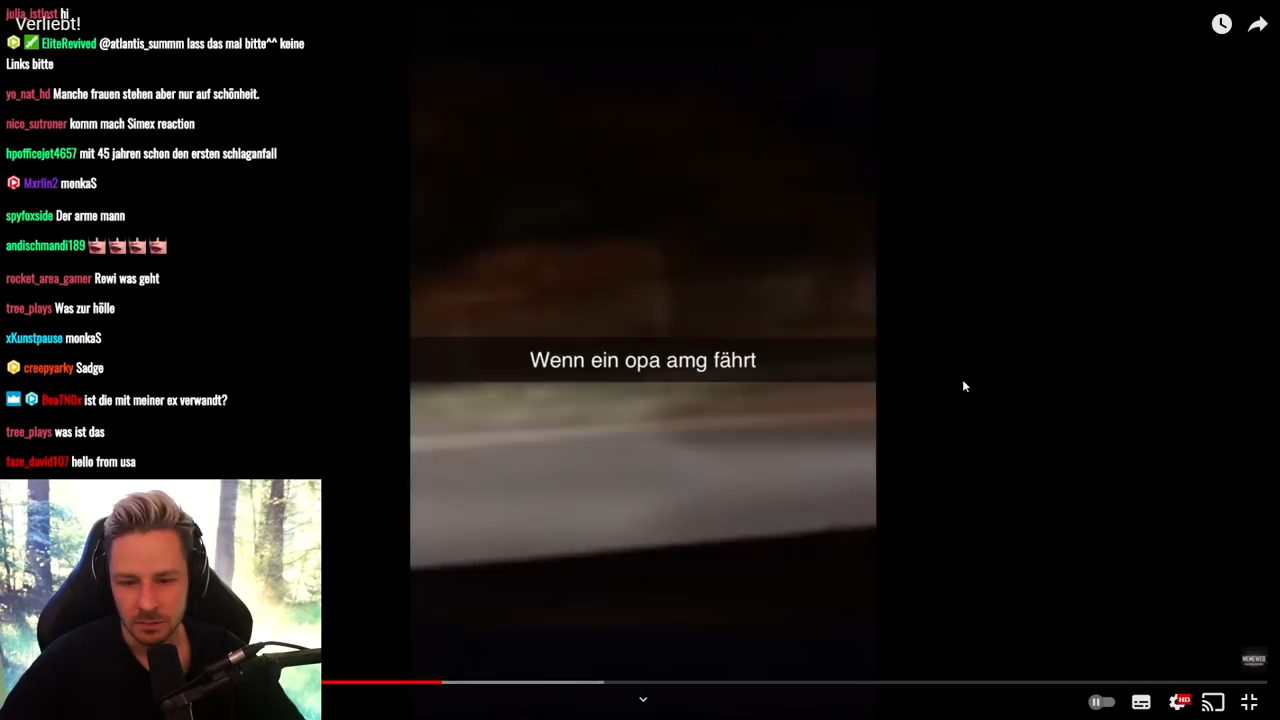 julia_istlost hi
Verliebt!
EliteRevived @atlantis_summm lass das mal bitte^^ keine
Links bitte
yo_nat_hd Manche frauen stehen aber nur auf schönheit.
nico_sutroner komm mach Simex reaction
hpofficejet4657 mit 45 jahren schon den ersten schlaganfall
Mxrlin2 monkaS
spyfoxside Der arme mann
andischmandi189
rocket_area_gamer Rewi was geht
tree_plays Was zur hölle
xKunstpause monkaS
creepyarky Sadge
BeaTN0x ist die mit meiner ex verwandt?
tree_plays was ist das
faze_david107 hello from usa
Wenn ein opa amg fährt
MEMEWEB
HD